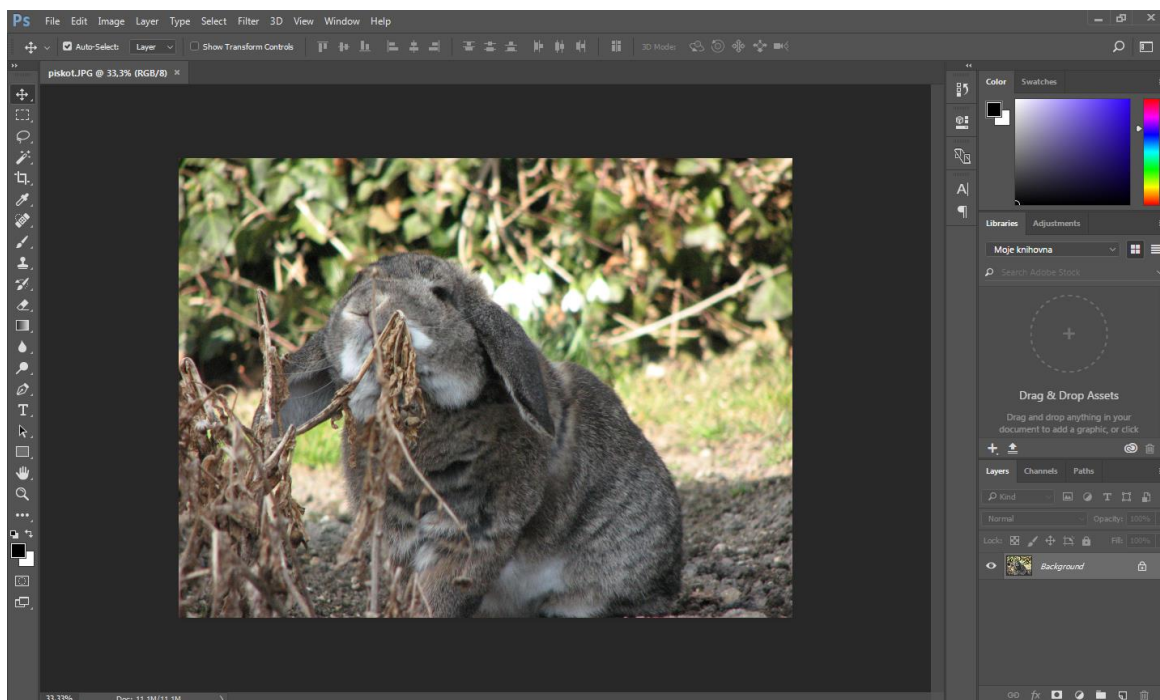 Ps File Edit Image Layer Type Select Filter 3D View Window Help
Auto-Select: Layer Show Transform Controls 3D Mode:
piskot.JPG @ 33,3% (RGB/8) ×
Color Swatches
Libraries Adjustments
Moje knihovna
Search Adobe Stock
Drag & Drop Assets
Drag and drop anything in your
document to add a graphic, or click
Layers Channels Paths
Kind
Normal Opacity: 100%
Lock: Fill: 100%
Background
fx
33,33% Doc: 11,1M/11,1M